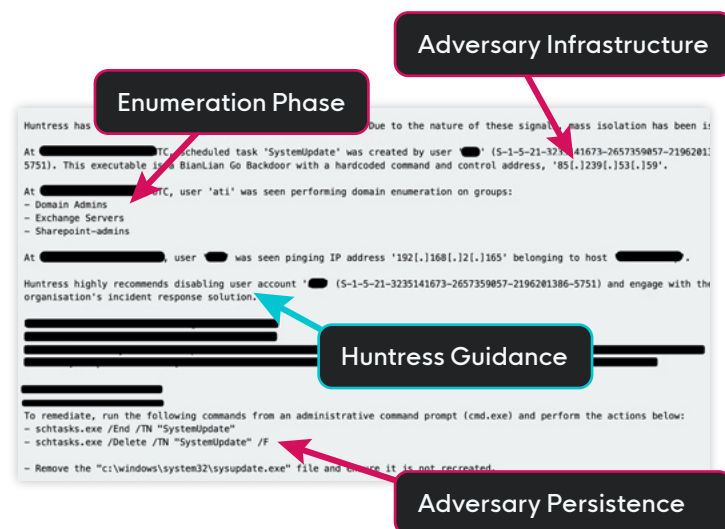 Adversary Infrastructure
Enumeration Phase
Huntress has Due to the nature of these signals, mass isolation has been is
At TC, scheduled task 'SystemUpdate' was created by user ' ' (S-1-5-21-3235141673-2657359057-2196201
5751). This executable is a BianLian Go Backdoor with a hardcoded command and control address, '85[.]239[.]53[.]59'.
At TC, user 'ati' was seen performing domain enumeration on groups:
- Domain Admins
- Exchange Servers
- Sharepoint-admins
At , user was seen pinging IP address '192[.]168[.]2[.]165' belonging to host .
Huntress highly recommends disabling user account ' (S-1-5-21-3235141673-2657359057-2196201386-5751) and engage with the
organisation's incident response solution.
Huntress Guidance
To remediate, run the following commands from an administrative command prompt (cmd.exe) and perform the actions below:
- schtasks.exe /End /TN "SystemUpdate"
- schtasks.exe /Delete /TN "SystemUpdate" /F
- Remove the "c:\windows\system32\sysupdate.exe" file and ensure it is not recreated.
Adversary Persistence